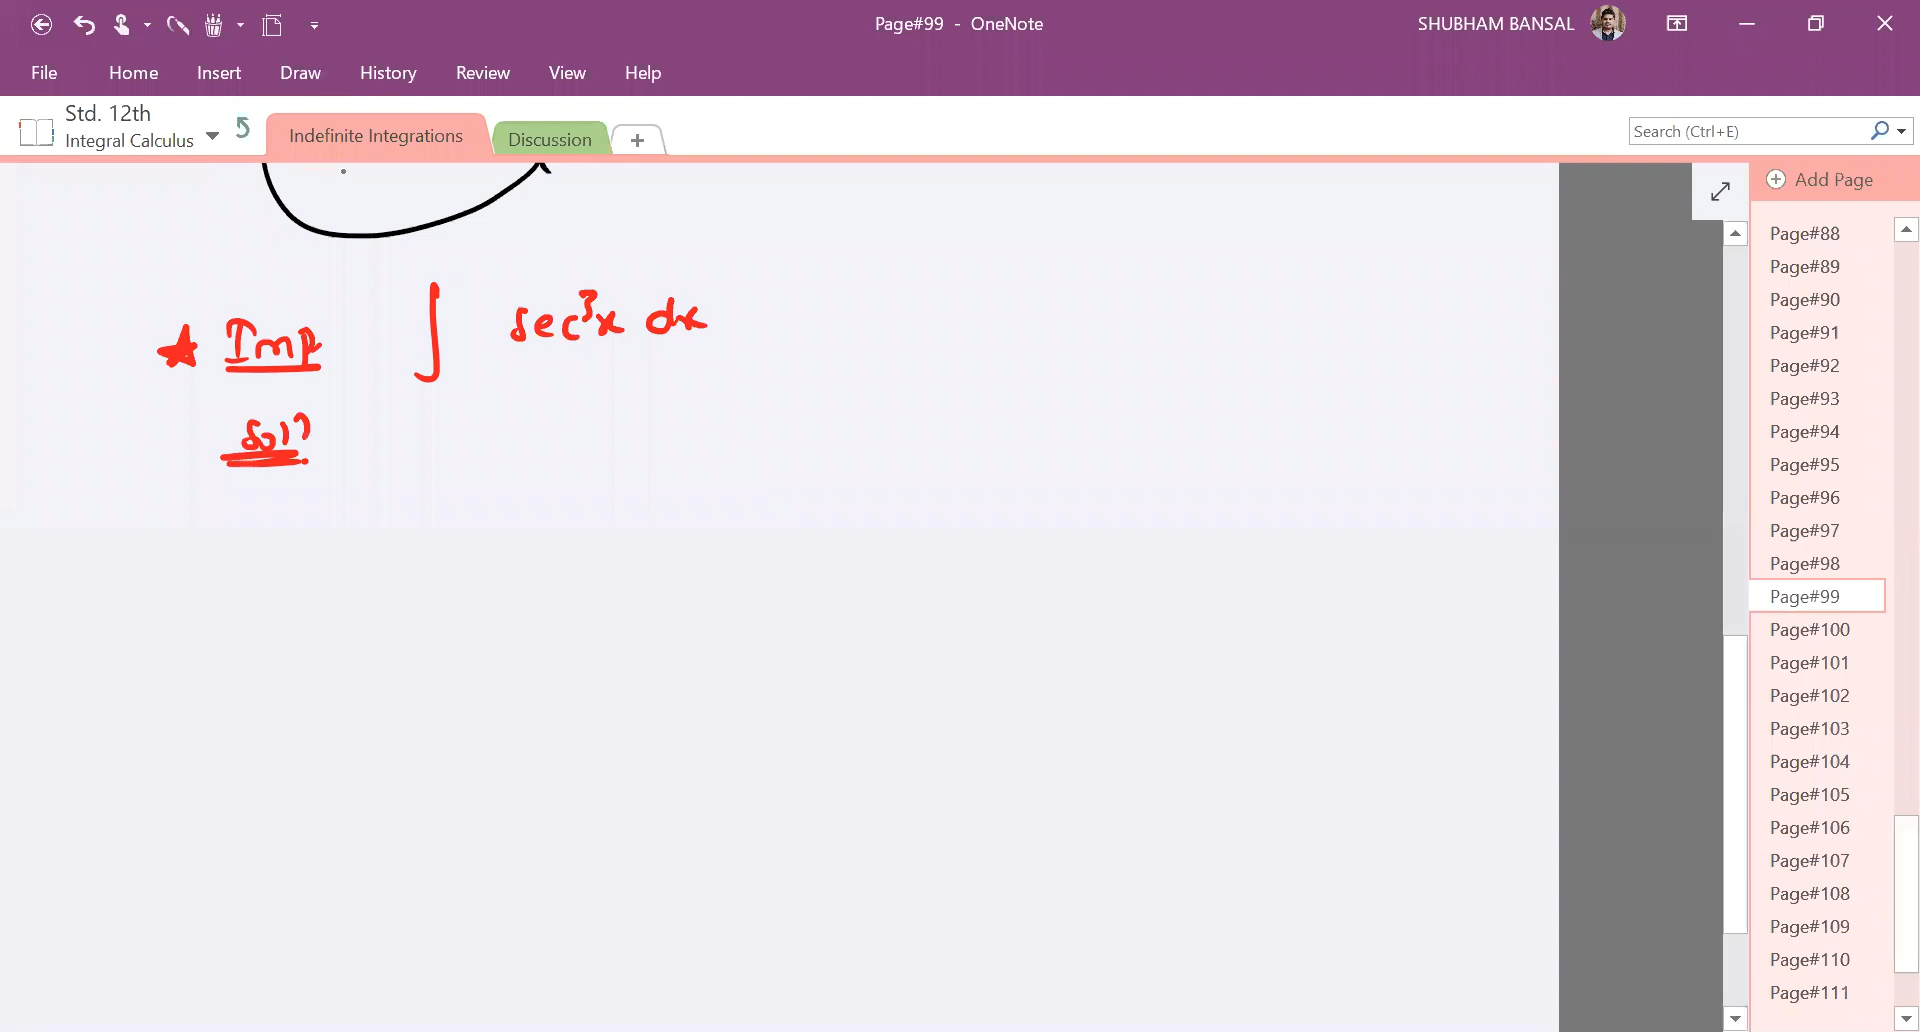 Page#99 - OneNote
SHUBHAM BANSAL
File Home Insert Draw History Review View Help
Std. 12th
Integral Calculus
Indefinite Integrations
Discussion
+
Search (Ctrl+E)
Add Page
Page#88
Page#89
Page#90
Page#91
Page#92
Page#93
Page#94
Page#95
Page#96
Page#97
Page#98
Page#99
Page#100
Page#101
Page#102
Page#103
Page#104
Page#105
Page#106
Page#107
Page#108
Page#109
Page#110
Page#111
★ Imp ∫ sec³x dx
Solⁿ